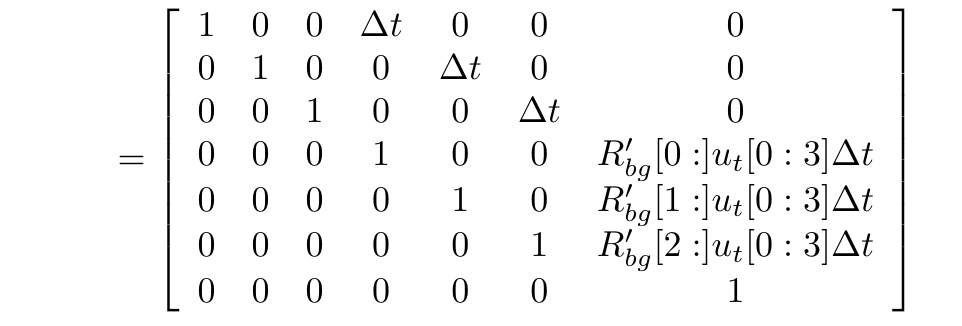 1 0 0 Δt 0 0 0
0 1 0 0 Δt 0 0
0 0 1 0 0 Δt 0
= 0 0 0 1 0 0 R′_{bg}[0 :]u_t[0 : 3]Δt
0 0 0 0 1 0 R′_{bg}[1 :]u_t[0 : 3]Δt
0 0 0 0 0 1 R′_{bg}[2 :]u_t[0 : 3]Δt
0 0 0 0 0 0 1